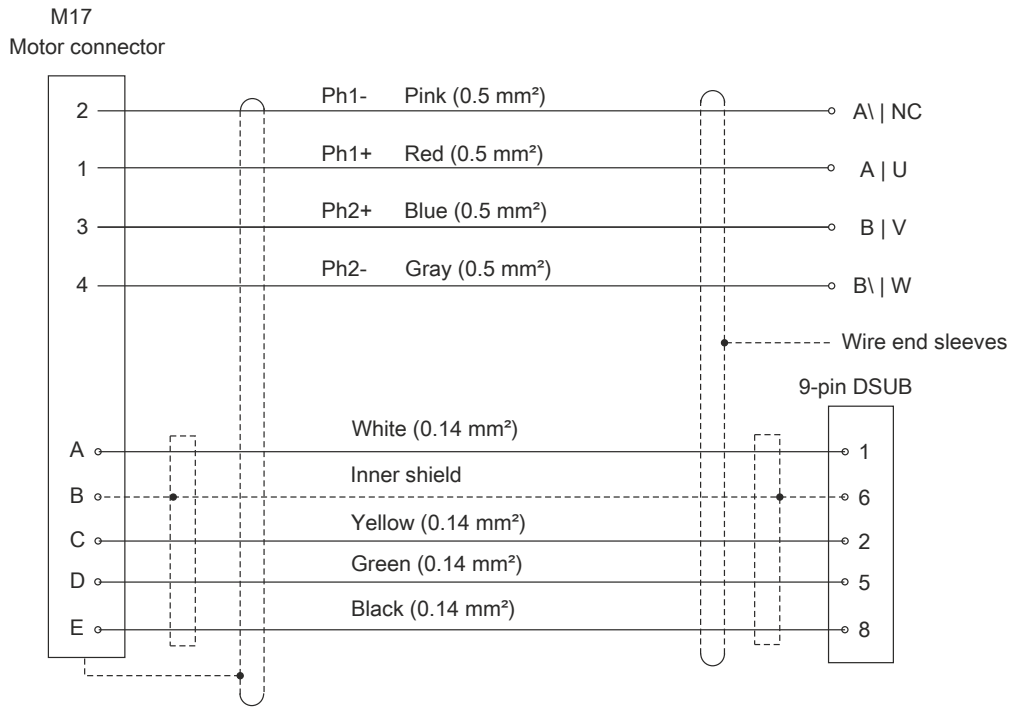 M17
Motor connector
2 Ph1- Pink (0.5 mm²) A\ | NC
1 Ph1+ Red (0.5 mm²) A | U
3 Ph2+ Blue (0.5 mm²) B | V
4 Ph2- Gray (0.5 mm²) B\ | W
Wire end sleeves
9-pin DSUB
A White (0.14 mm²) 1
B Inner shield 6
C Yellow (0.14 mm²) 2
D Green (0.14 mm²) 5
E Black (0.14 mm²) 8